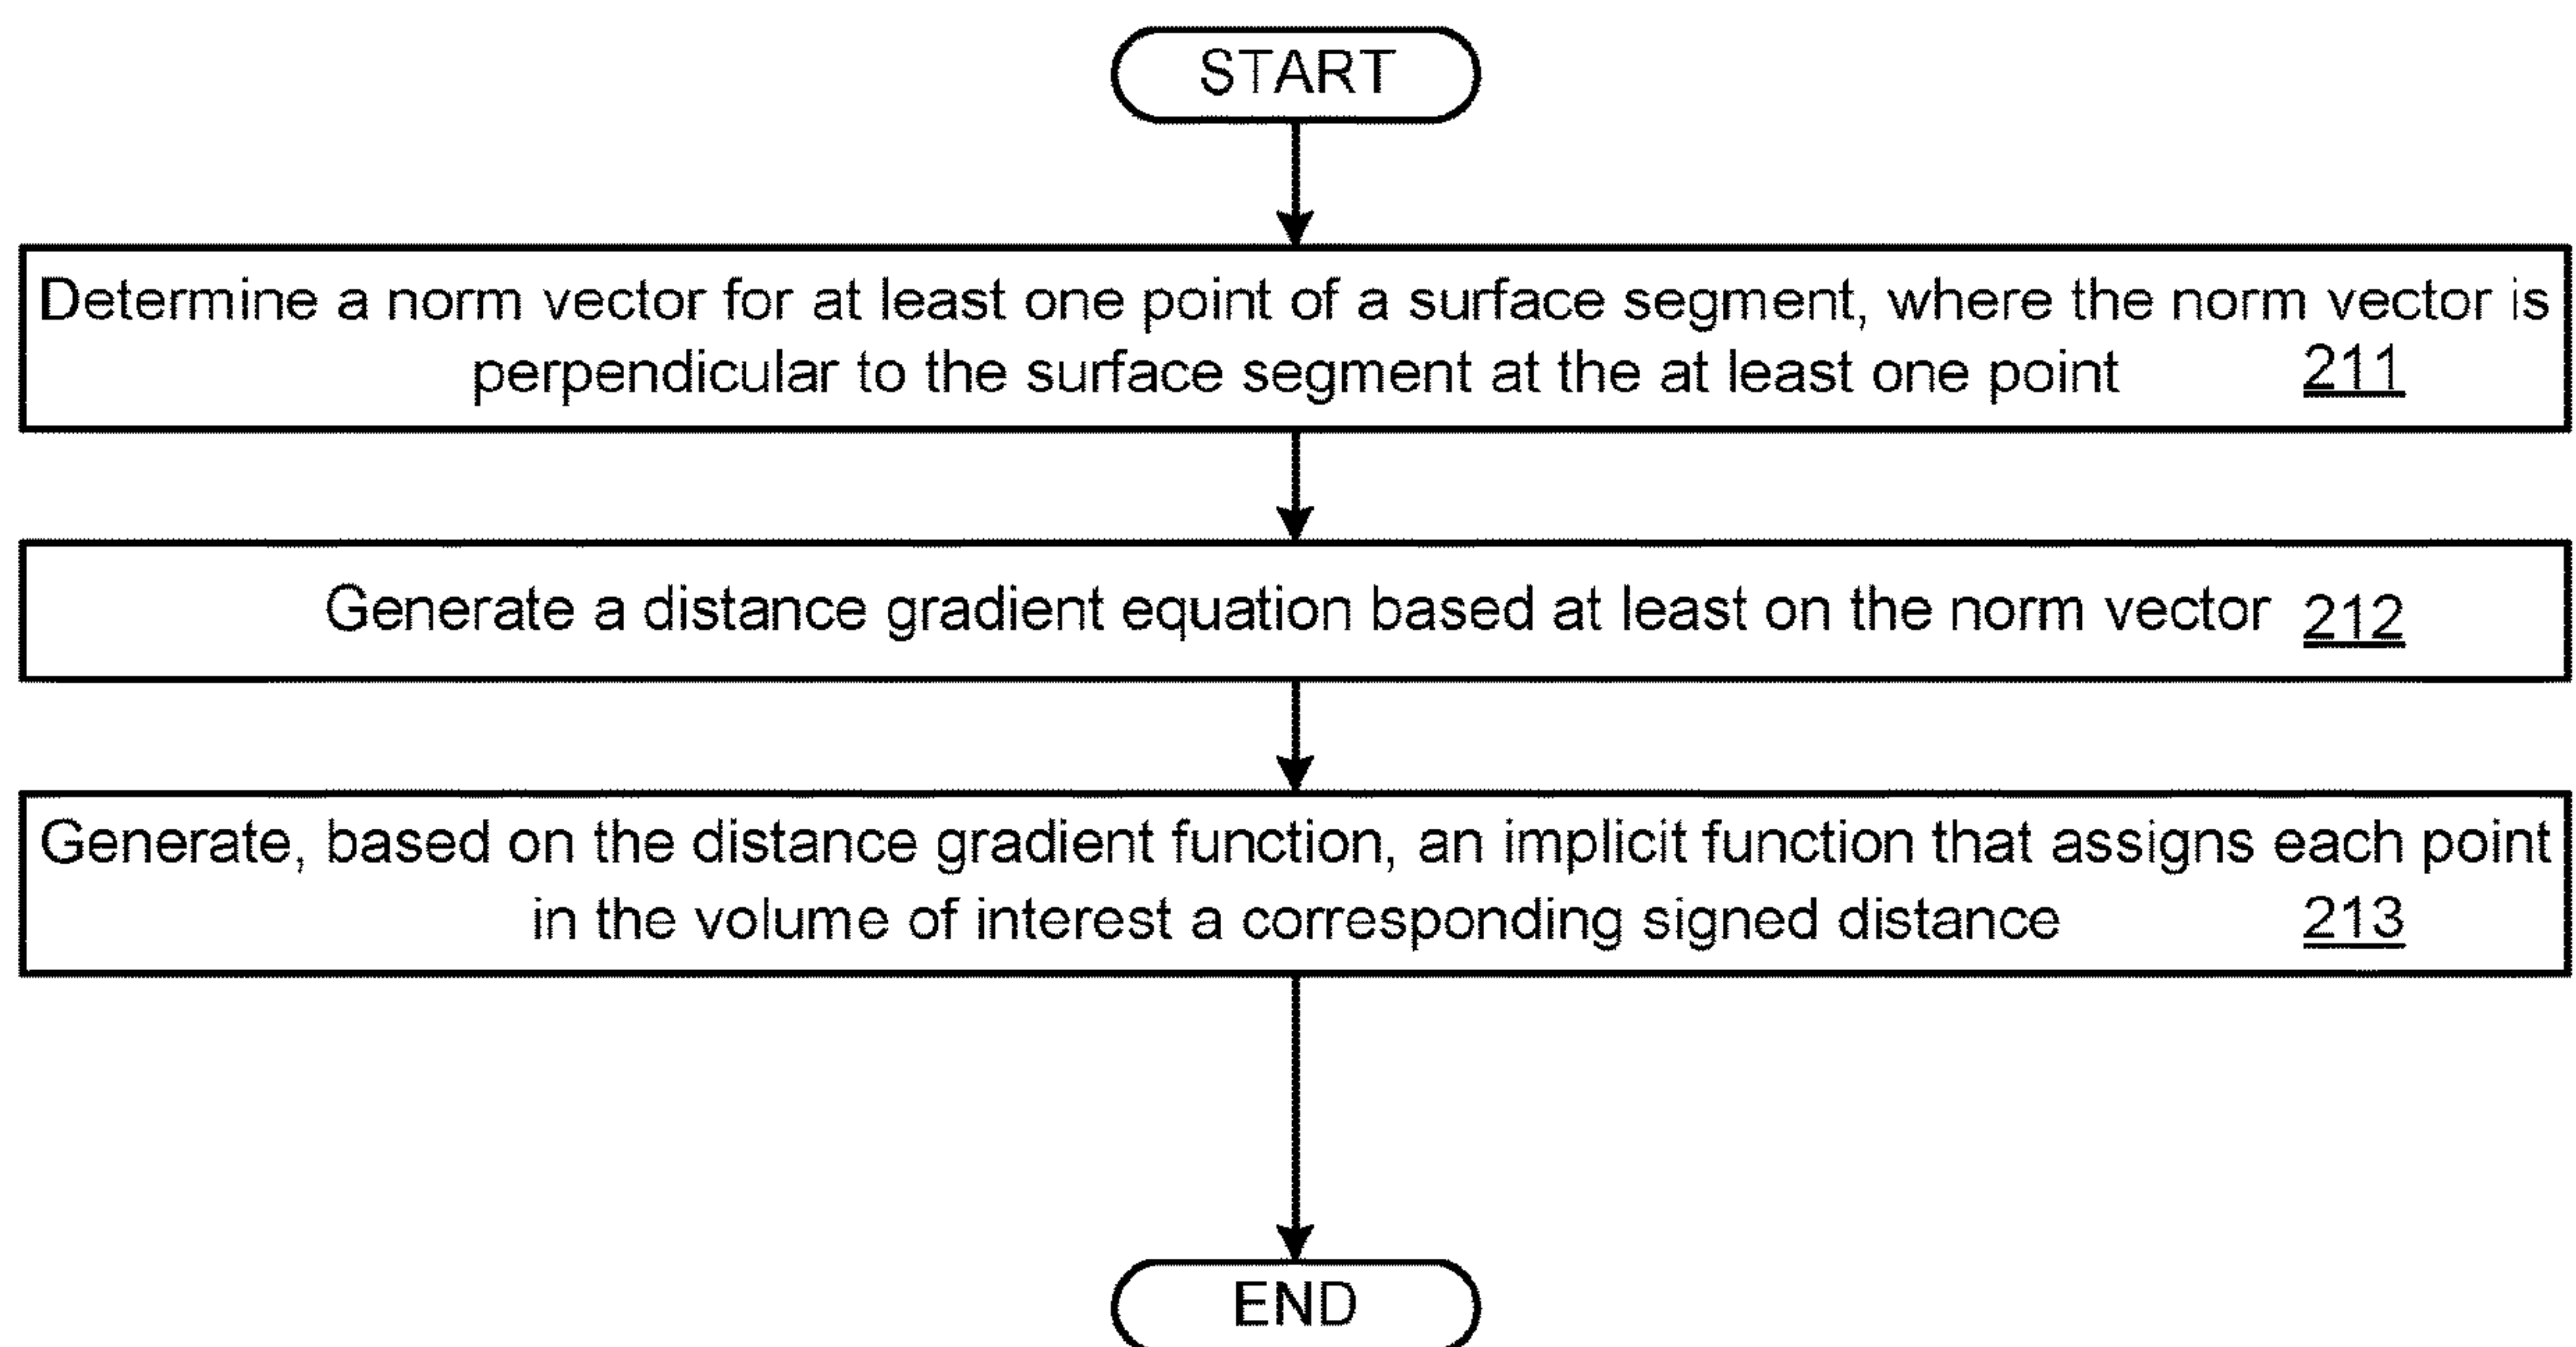 START
Determine a norm vector for at least one point of a surface segment, where the norm vector is
perpendicular to the surface segment at the at least one point 211
Generate a distance gradient equation based at least on the norm vector 212
Generate, based on the distance gradient function, an implicit function that assigns each point
in the volume of interest a corresponding signed distance 213
END